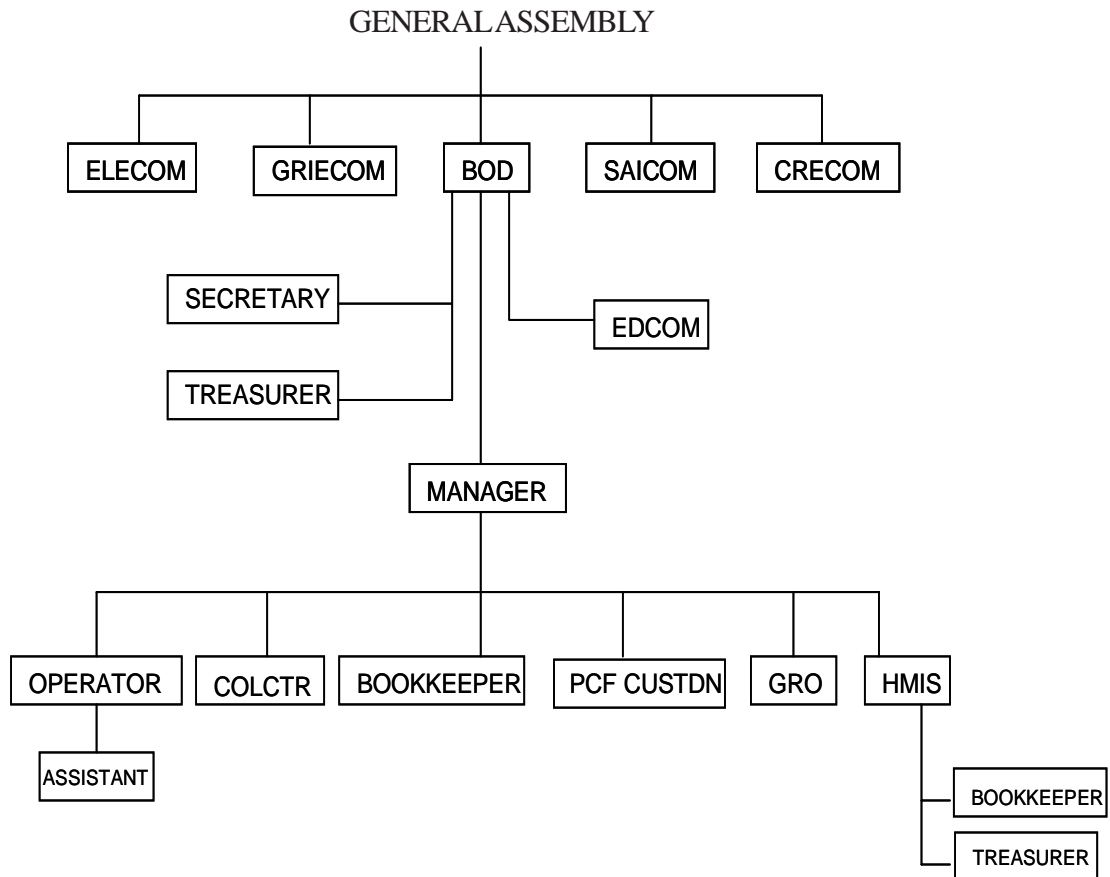 GENERAL ASSEMBLY
ELECOM
GRIECOM
BOD
SAICOM
CRECOM
SECRETARY
EDCOM
TREASURER
MANAGER
OPERATOR
COLCTR
BOOKKEEPER
PCF CUSTDN
GRO
HMIS
ASSISTANT
BOOKKEEPER
TREASURER